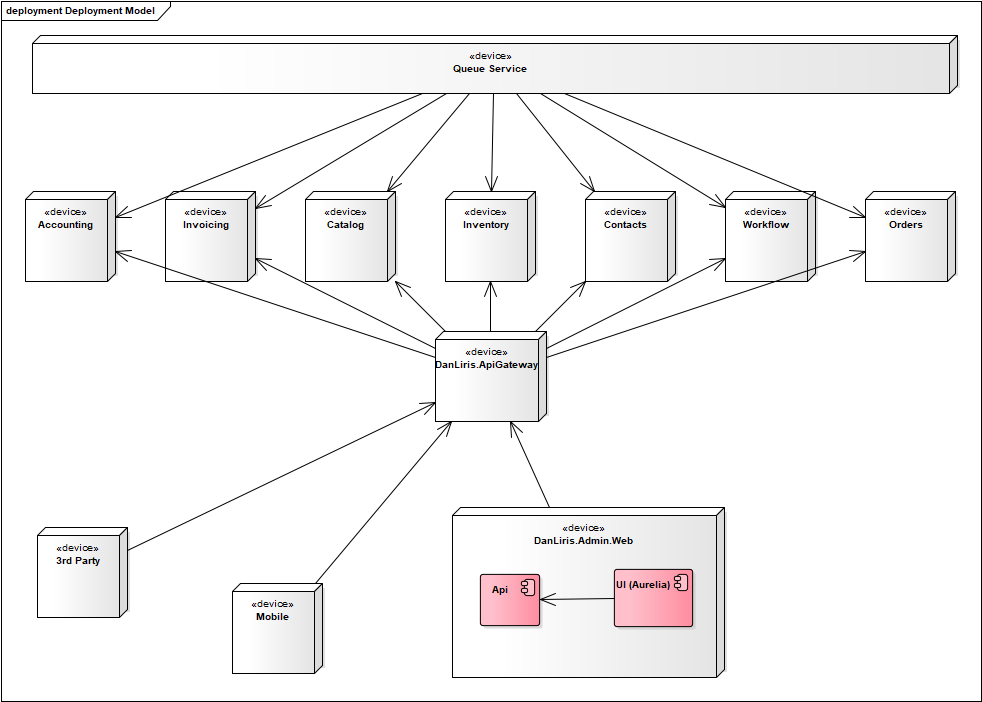 deployment Deployment Model
«device»
Queue Service
«device»
Accounting
«device»
Invoicing
«device»
Catalog
«device»
Inventory
«device»
Contacts
«device»
Workflow
«device»
Orders
«device»
DanLiris.ApiGateway
«device»
3rd Party
«device»
Mobile
«device»
DanLiris.Admin.Web
Api
UI (Aurelia)